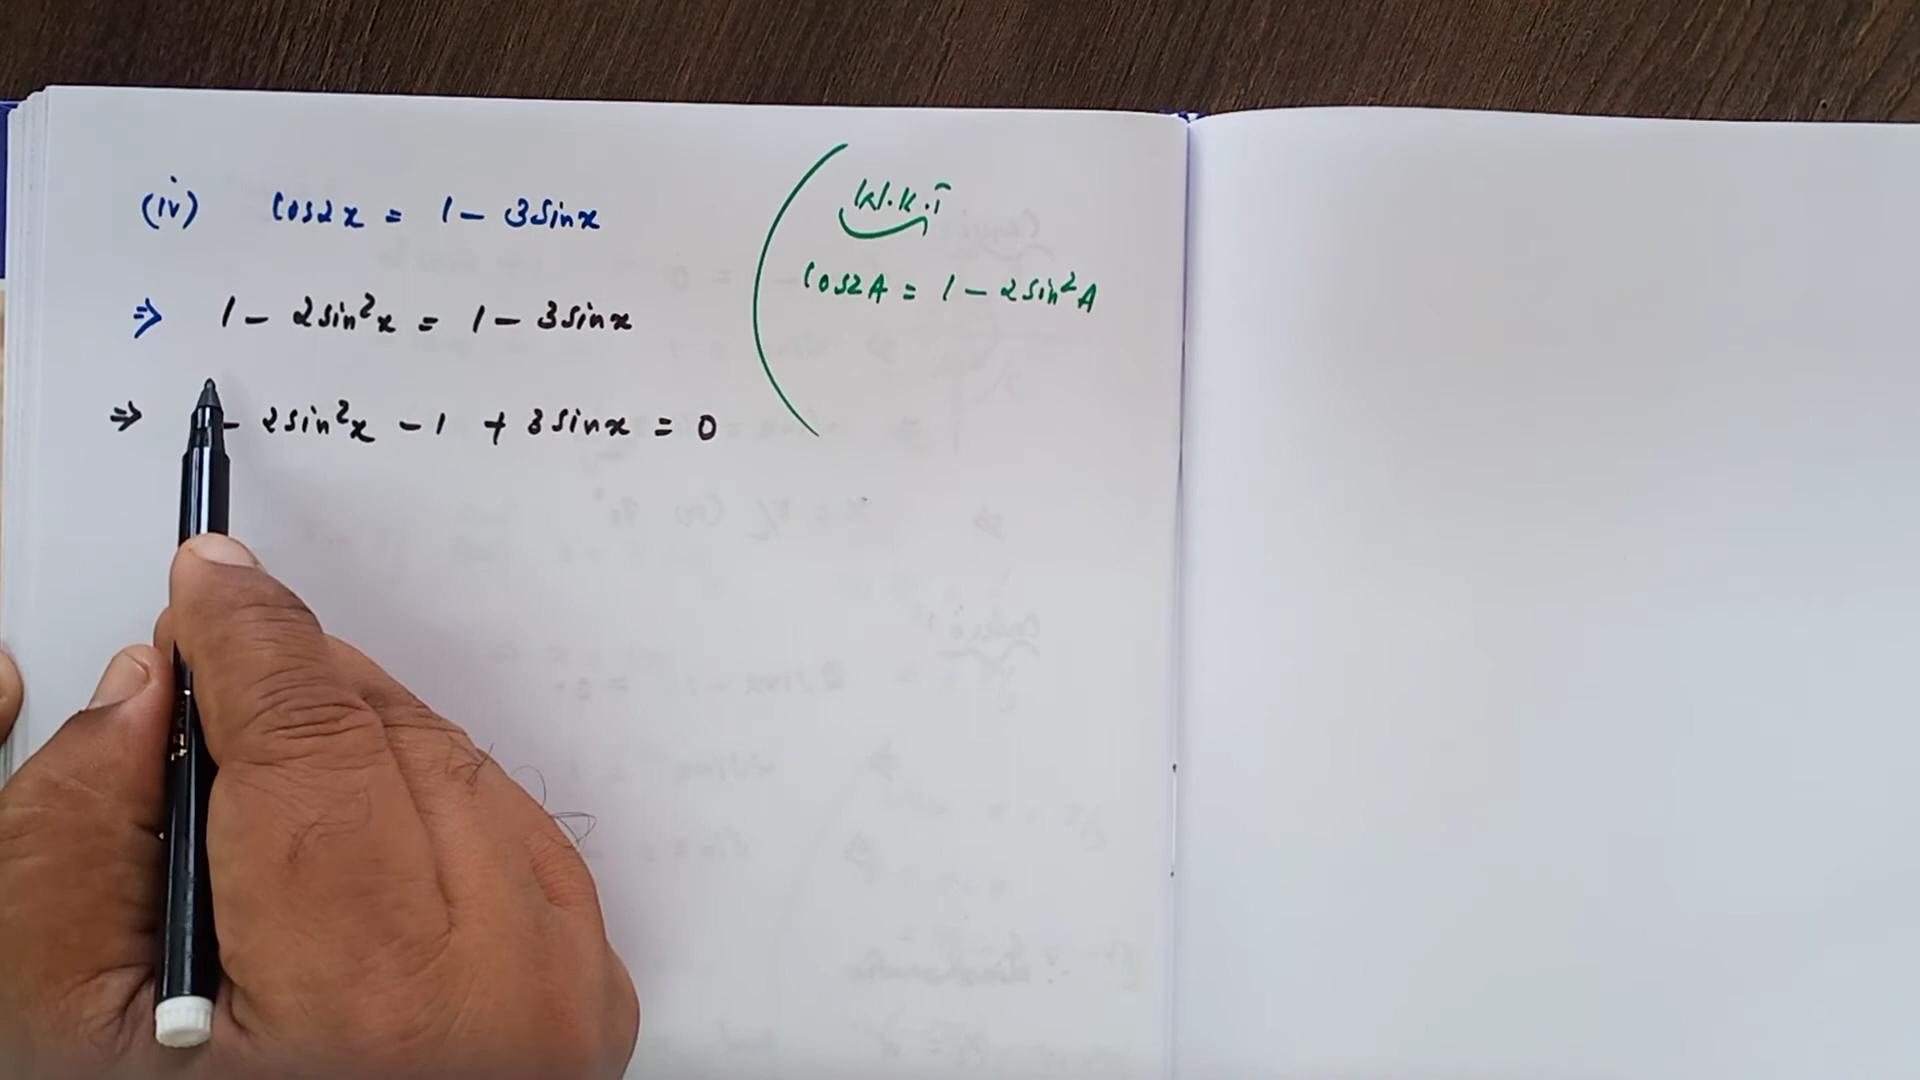 (iv) Cos2x = 1 - 3sinx
⇒ 1 - 2sin²x = 1 - 3sinx
⇒ - 2sin²x - 1 + 3sinx = 0
W.K.T
Cos2A = 1 - 2sin²A